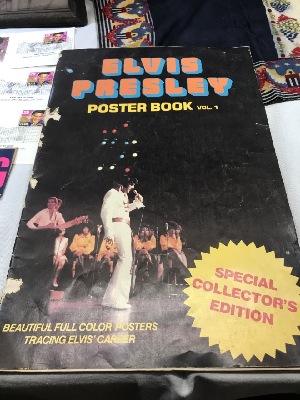 ELVIS
PRESLEY
POSTER BOOK VOL. 1
SPECIAL
COLLECTOR'S
EDITION
BEAUTIFUL FULL COLOR POSTERS
TRACING ELVIS' CAREER